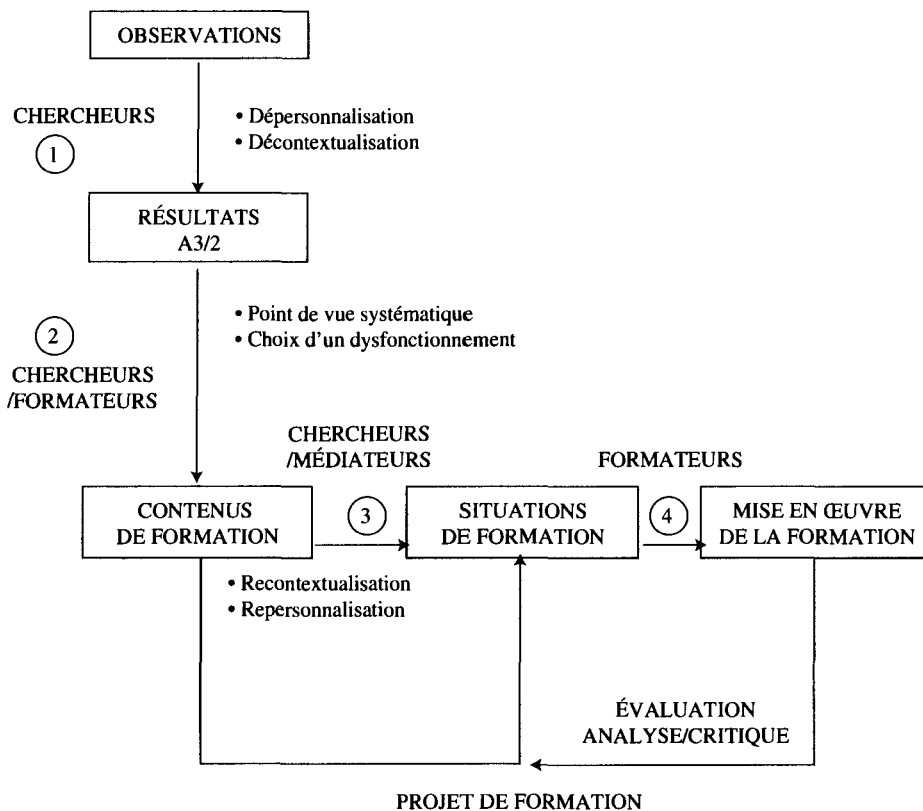 OBSERVATIONS
CHERCHEURS
1
• Dépersonnalisation
• Décontextualisation
RÉSULTATS
A3/2
2
CHERCHEURS
/FORMATEURS
• Point de vue systématique
• Choix d'un dysfonctionnement
CHERCHEURS
/MÉDIATEURS
FORMATEURS
CONTENUS
DE FORMATION
3
SITUATIONS
DE FORMATION
4
MISE EN ŒUVRE
DE LA FORMATION
• Recontextualisation
• Repersonnalisation
ÉVALUATION
ANALYSE/CRITIQUE
PROJET DE FORMATION